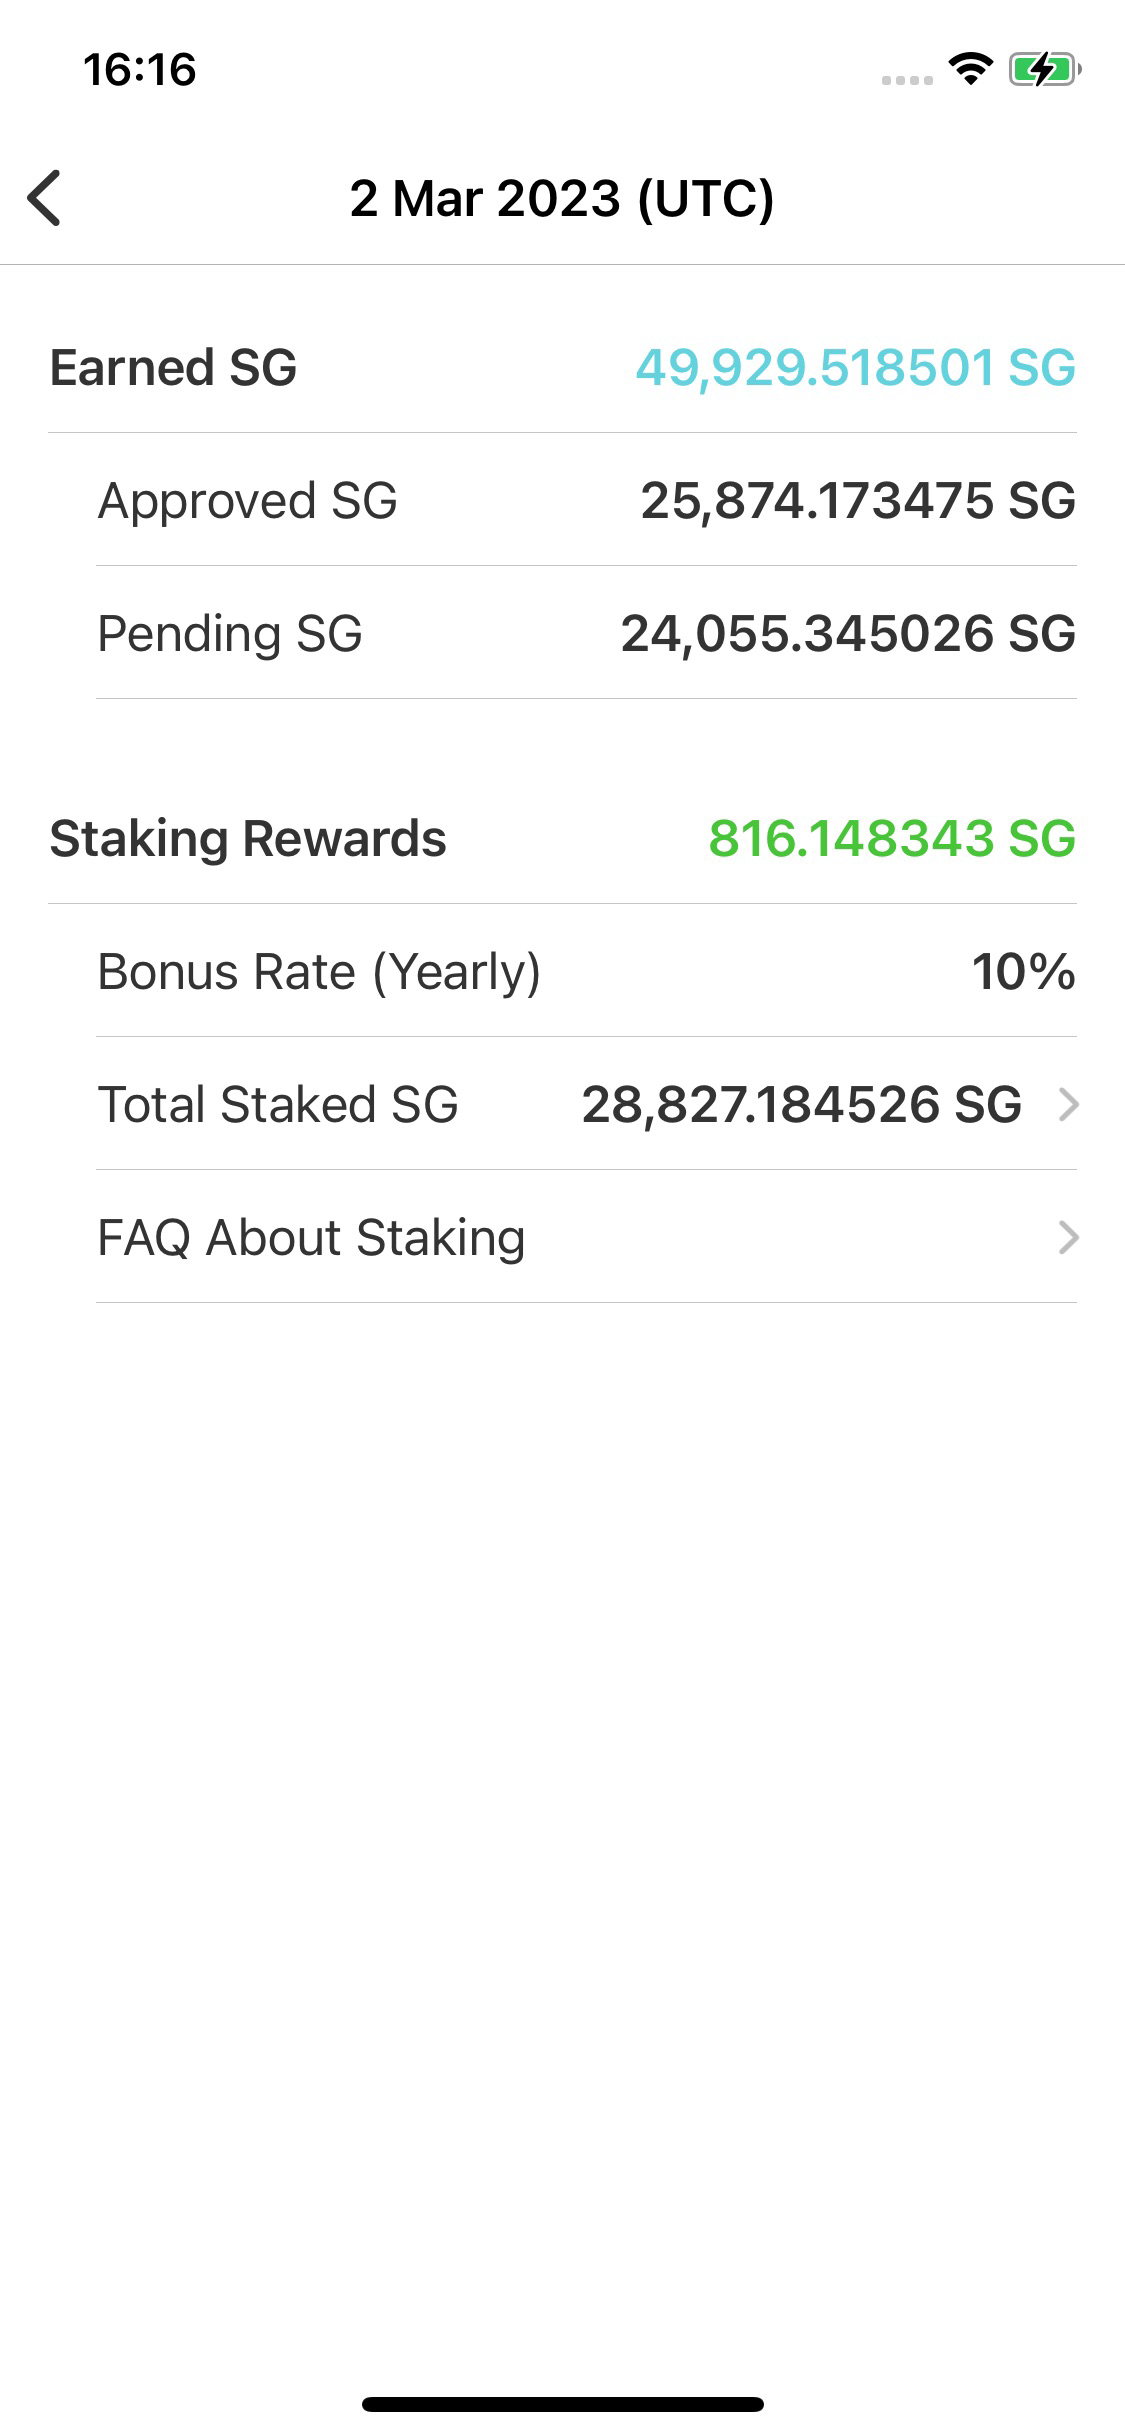 16:16
2 Mar 2023 (UTC)
Earned SG 49,929.518501 SG
Approved SG 25,874.173475 SG
Pending SG 24,055.345026 SG
Staking Rewards 816.148343 SG
Bonus Rate (Yearly) 10%
Total Staked SG 28,827.184526 SG
FAQ About Staking